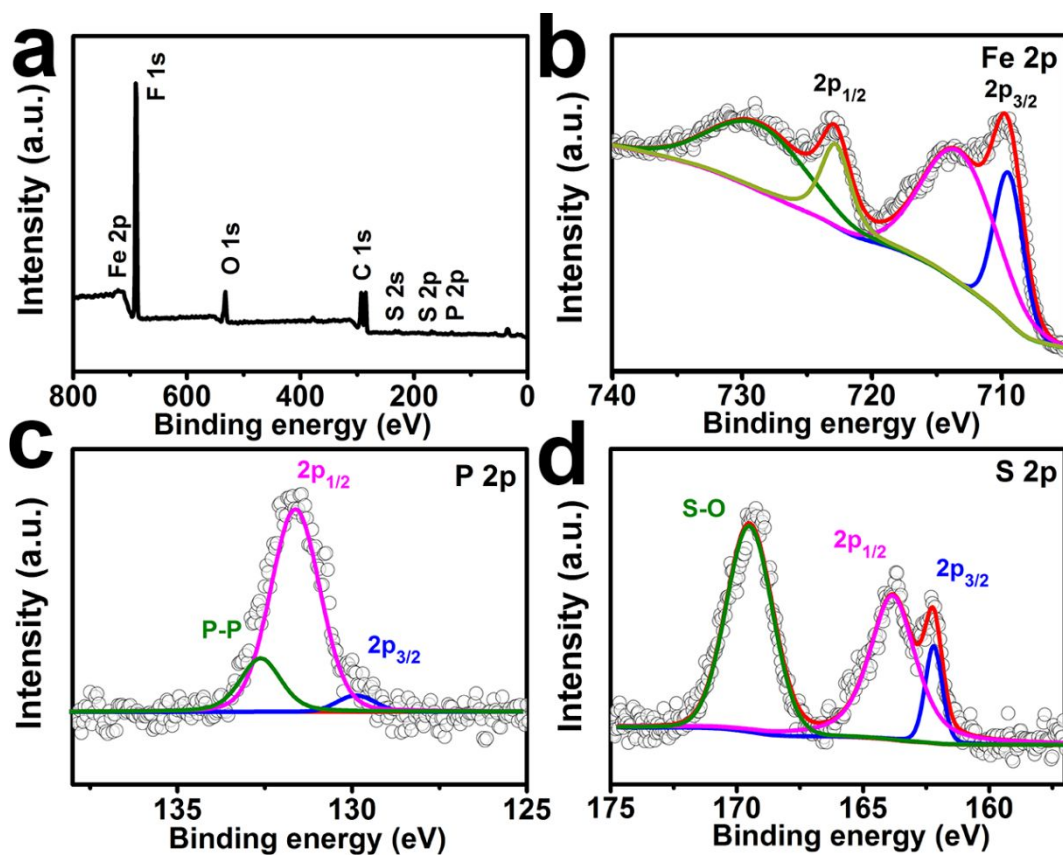 a
Intensity (a.u.)
Fe 2p
F 1s
O 1s
C 1s
S 2s
S 2p
P 2p
800 600 400 200 0
Binding energy (eV)
b
Fe 2p
Intensity (a.u.)
2p1/2
2p3/2
740 730 720 710
Binding energy (eV)
c
P 2p
Intensity (a.u.)
2p1/2
P-P
2p3/2
135 130 125
Binding energy (eV)
d
S 2p
Intensity (a.u.)
S-O
2p1/2
2p3/2
175 170 165 160
Binding energy (eV)